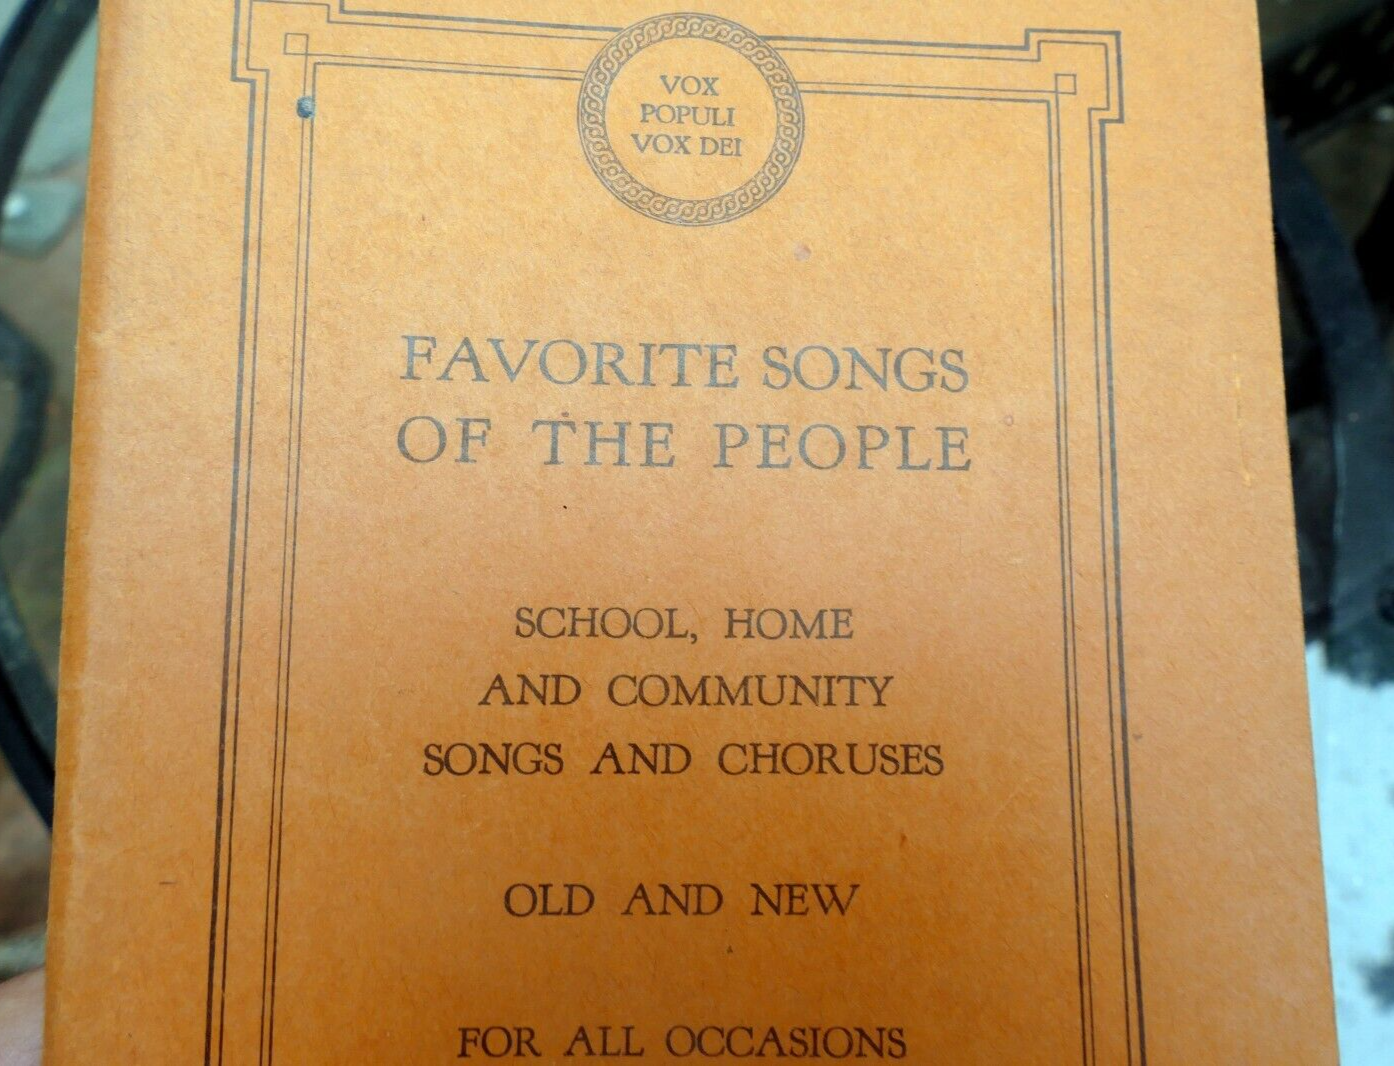 VOX
POPULI
VOX DEI
FAVORITE SONGS
OF THE PEOPLE
SCHOOL, HOME
AND COMMUNITY
SONGS AND CHORUSES
OLD AND NEW
FOR ALL OCCASIONS